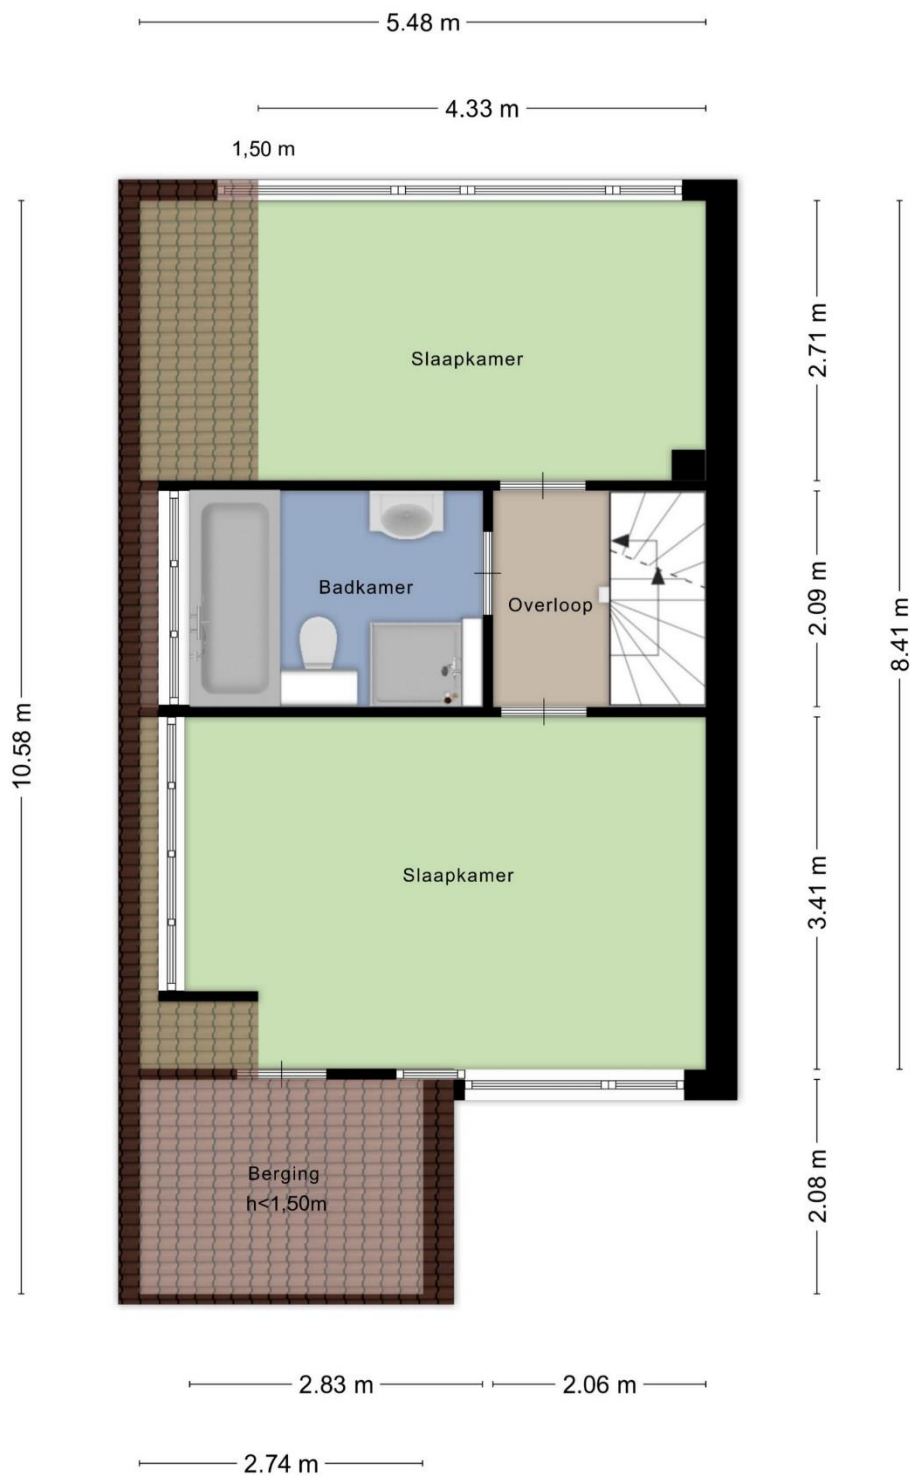 5.48 m
4.33 m
1,50 m
2.71 m
Slaapkamer
2.09 m
Badkamer
Overloop
8.41 m
10.58 m
Slaapkamer
3.41 m
Berging
h<1,50m
2.08 m
2.83 m
2.06 m
2.74 m